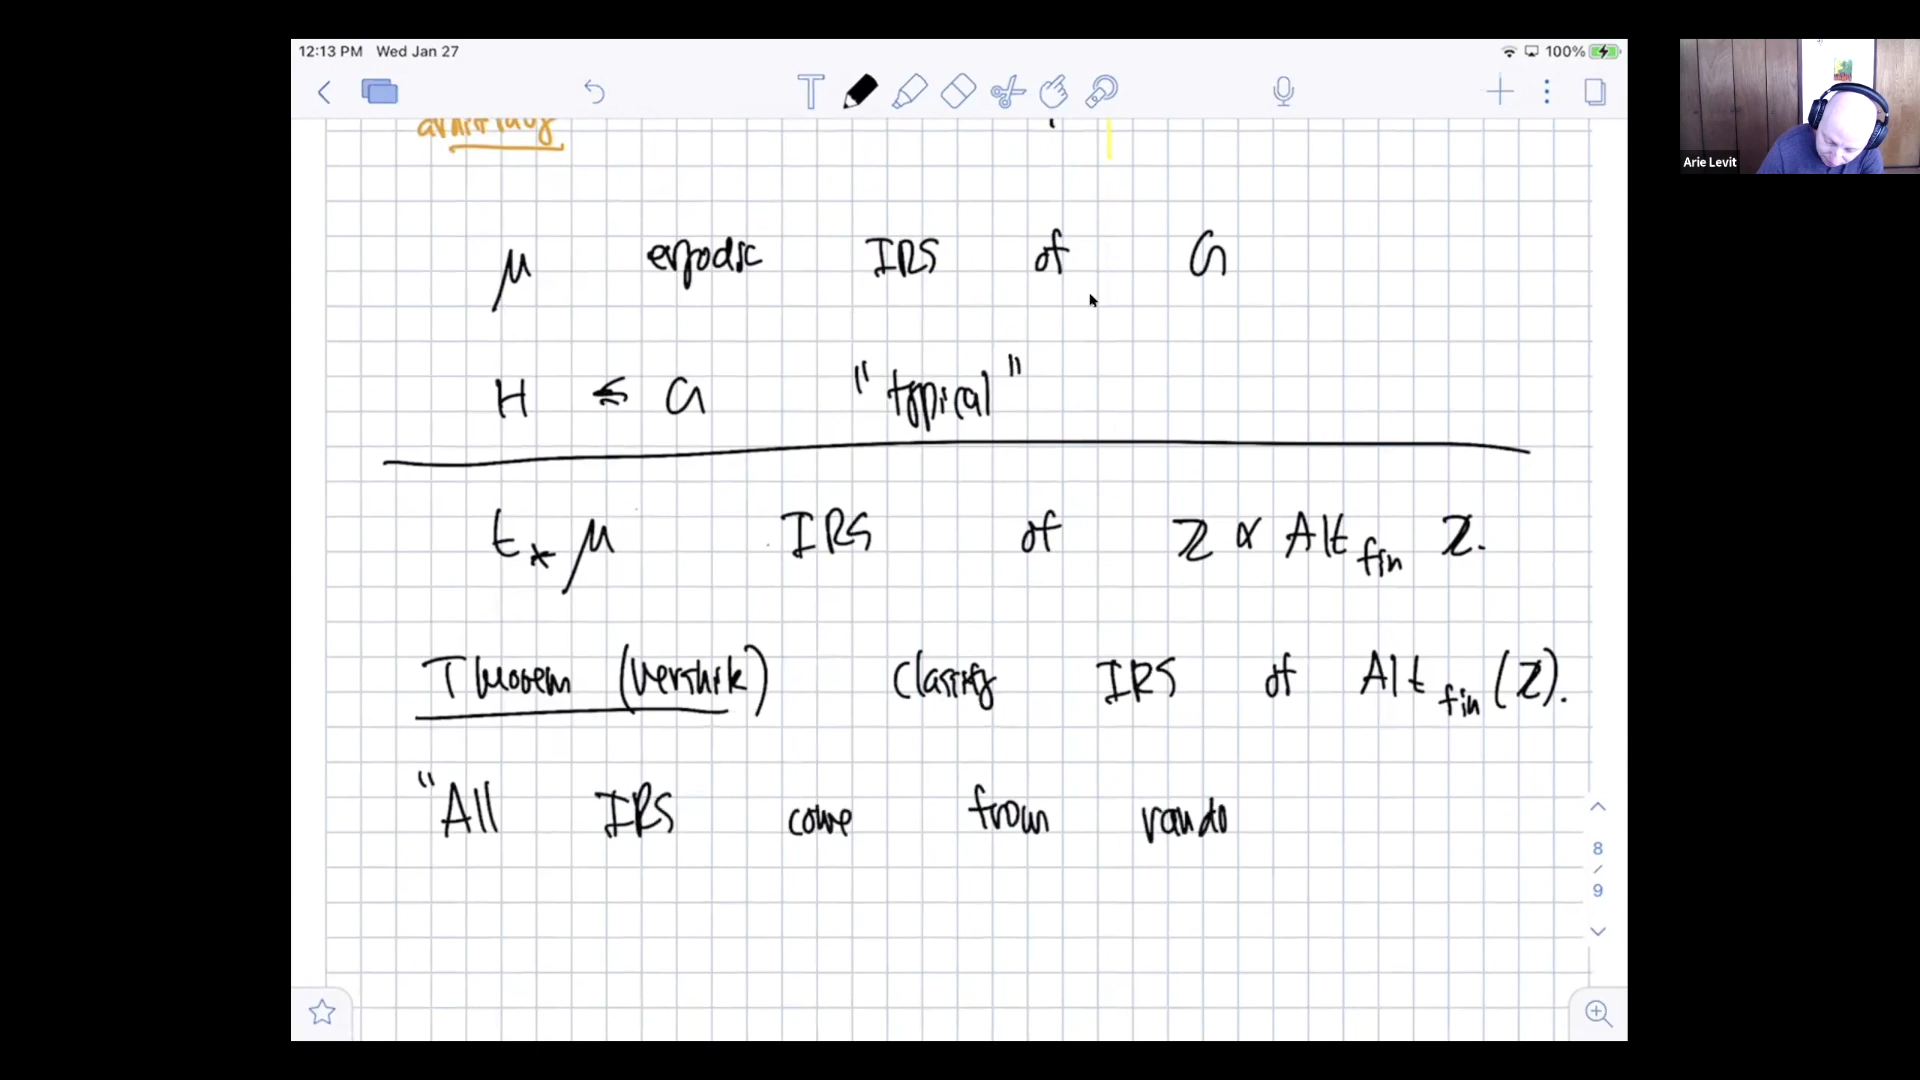 12:13 PM Wed Jan 27
100%
μ ergodic IRS of G
H ≤ G "typical"
t⁎μ IRS of ℤ ⋉ Alt fin ℤ.
Theorem (Vershik) Classify IRS of Alt fin (ℤ).
"All IRS come from rando
8
/
9
Arie Levit